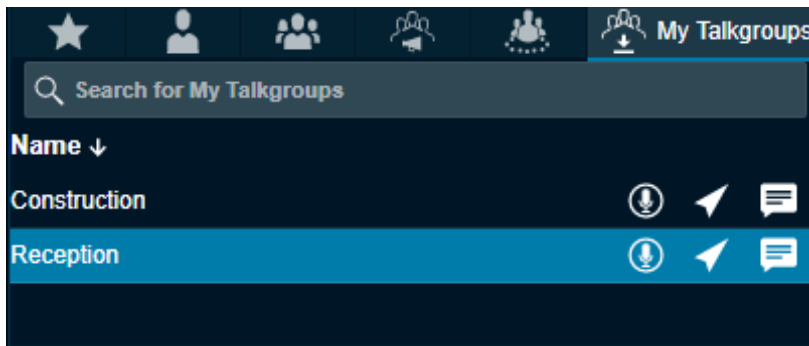 My Talkgroups
Search for My Talkgroups
Name ↓
Construction
Reception